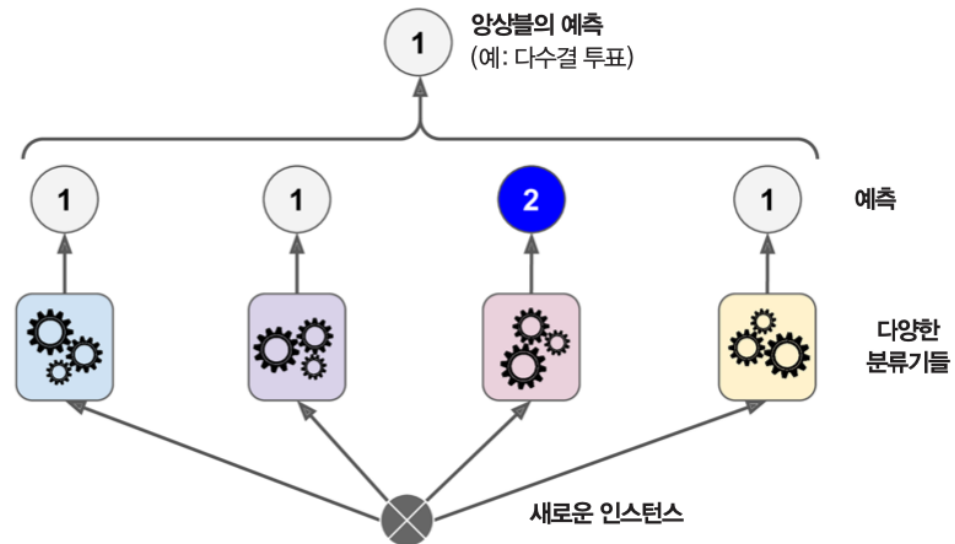 1
앙상블의 예측
(예: 다수결 투표)
1
1
2
1
예측
다양한
분류기들
새로운 인스턴스